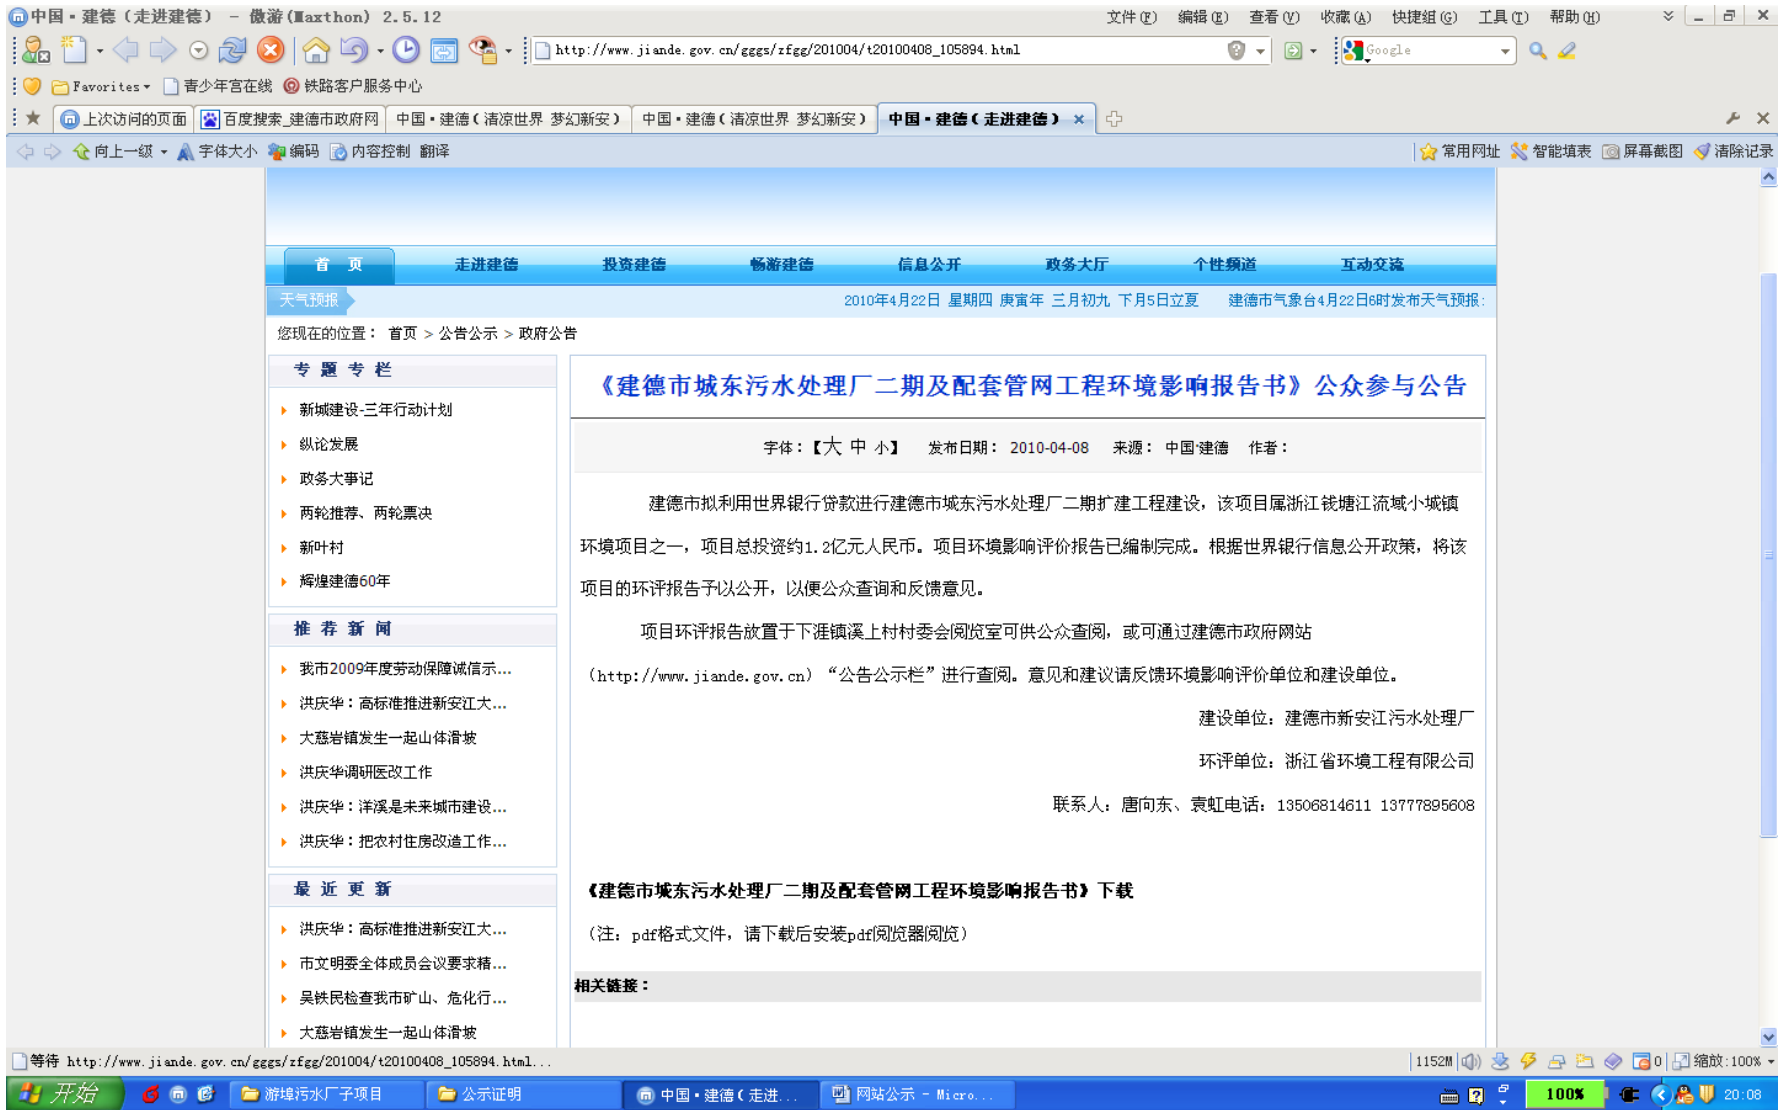 中国·建德（走进建德） - 傲游(Maxthon) 2.5.12
文件(F) 编辑(E) 查看(V) 收藏(A) 快捷组(G) 工具(T) 帮助(H)
http://www.jiande.gov.cn/gggs/zfgg/201004/t20100408_105894.html
Google
Favorites 青少年宫在线 铁路客户服务中心
上次访问的页面 百度搜索_建德市政府网 中国·建德(清凉世界 梦幻新安) 中国·建德(清凉世界 梦幻新安) 中国·建德(走进建德)
向上一级 字体大小 编码 内容控制 翻译 常用网址 智能填表 屏幕截图 清除记录
首 页 走进建德 投资建德 畅游建德 信息公开 政务大厅 个性频道 互动交流
天气预报 2010年4月22日 星期四 庚寅年 三月初九 下月5日立夏 建德市气象台4月22日6时发布天气预报:
您现在的位置： 首页 > 公告公示 > 政府公告
专 题 专 栏
新城建设-三年行动计划
纵论发展
政务大事记
两轮推荐、两轮票决
新叶村
辉煌建德60年
推 荐 新 闻
我市2009年度劳动保障诚信示...
洪庆华：高标准推进新安江大...
大慈岩镇发生一起山体滑坡
洪庆华调研医改工作
洪庆华：洋溪是未来城市建设...
洪庆华：把农村住房改造工作...
最 近 更 新
洪庆华：高标准推进新安江大...
市文明委全体成员会议要求精...
吴铁民检查我市矿山、危化行...
大慈岩镇发生一起山体滑坡
《建德市城东污水处理厂二期及配套管网工程环境影响报告书》公众参与公告
字体：【大 中 小】 发布日期： 2010-04-08 来源： 中国·建德 作者：
建德市拟利用世界银行贷款进行建德市城东污水处理厂二期扩建工程建设，该项目属浙江钱塘江流域小城镇
环境项目之一，项目总投资约1.2亿元人民币。项目环境影响评价报告已编制完成。根据世界银行信息公开政策，将该
项目的环评报告予以公开，以便公众查询和反馈意见。
项目环评报告放置于下涯镇溪上村村委会阅览室可供公众查阅，或可通过建德市政府网站
（http://www.jiande.gov.cn）“公告公示栏”进行查阅。意见和建议请反馈环境影响评价单位和建设单位。
建设单位：建德市新安江污水处理厂
环评单位：浙江省环境工程有限公司
联系人：唐向东、袁虹电话：13506814611 13777895608
《建德市城东污水处理厂二期及配套管网工程环境影响报告书》下载
（注：pdf格式文件，请下载后安装pdf阅览器阅览）
相关链接：
等待 http://www.jiande.gov.cn/gggs/zfgg/201004/t20100408_105894.html...
1152M 0 缩放:100%
开始 游埠污水厂子项目 公示证明 中国·建德(走进... 网站公示 - Micro... 100% 20:08